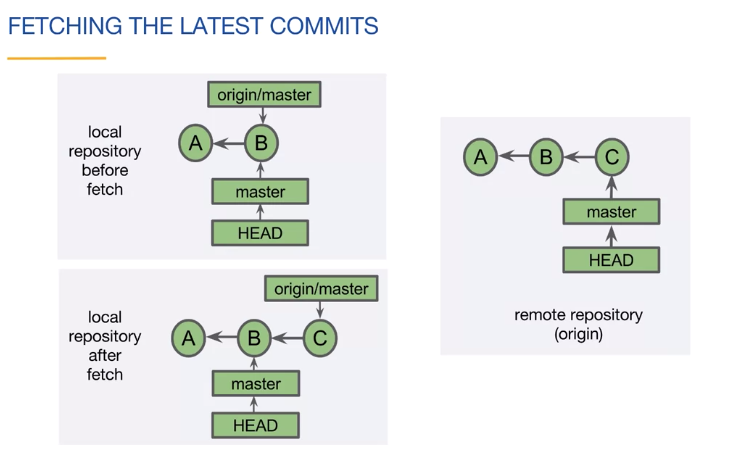 FETCHING THE LATEST COMMITS
local
repository
before
fetch
origin/master
A
B
master
HEAD
local
repository
after
fetch
origin/master
A
B
C
master
HEAD
A
B
C
master
HEAD
remote repository
(origin)